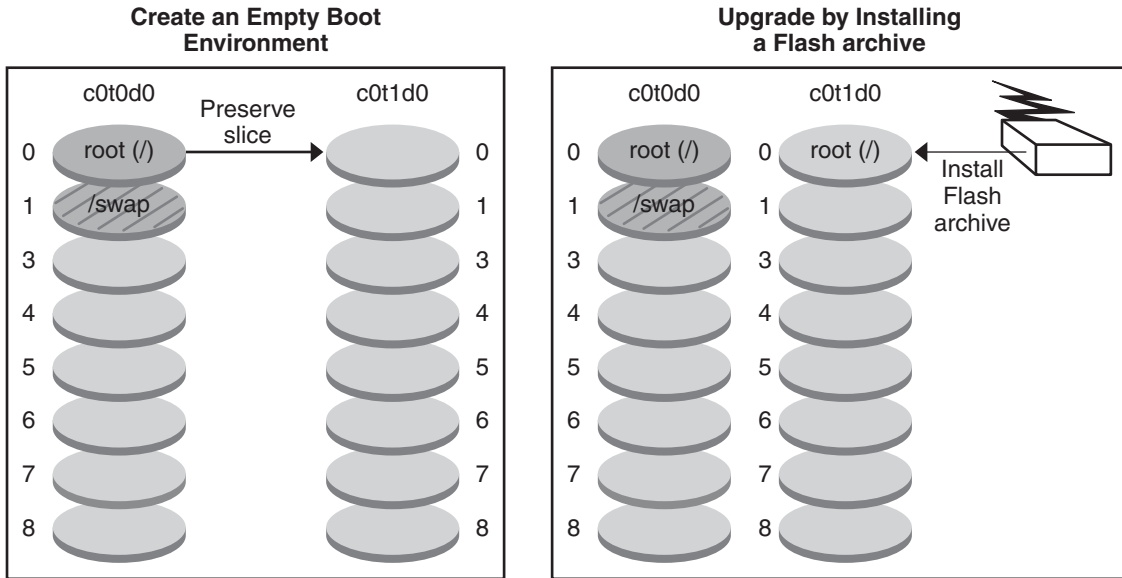 Create an Empty Boot
Environment
c0t0d0
c0t1d0
Preserve
slice
0
root (/)
0
1
/swap
1
3
3
4
4
5
5
6
6
7
7
8
8
Upgrade by Installing
a Flash archive
c0t0d0
c0t1d0
0
root (/)
0
root (/)
Install
Flash
archive
1
/swap
1
3
3
4
4
5
5
6
6
7
7
8
8